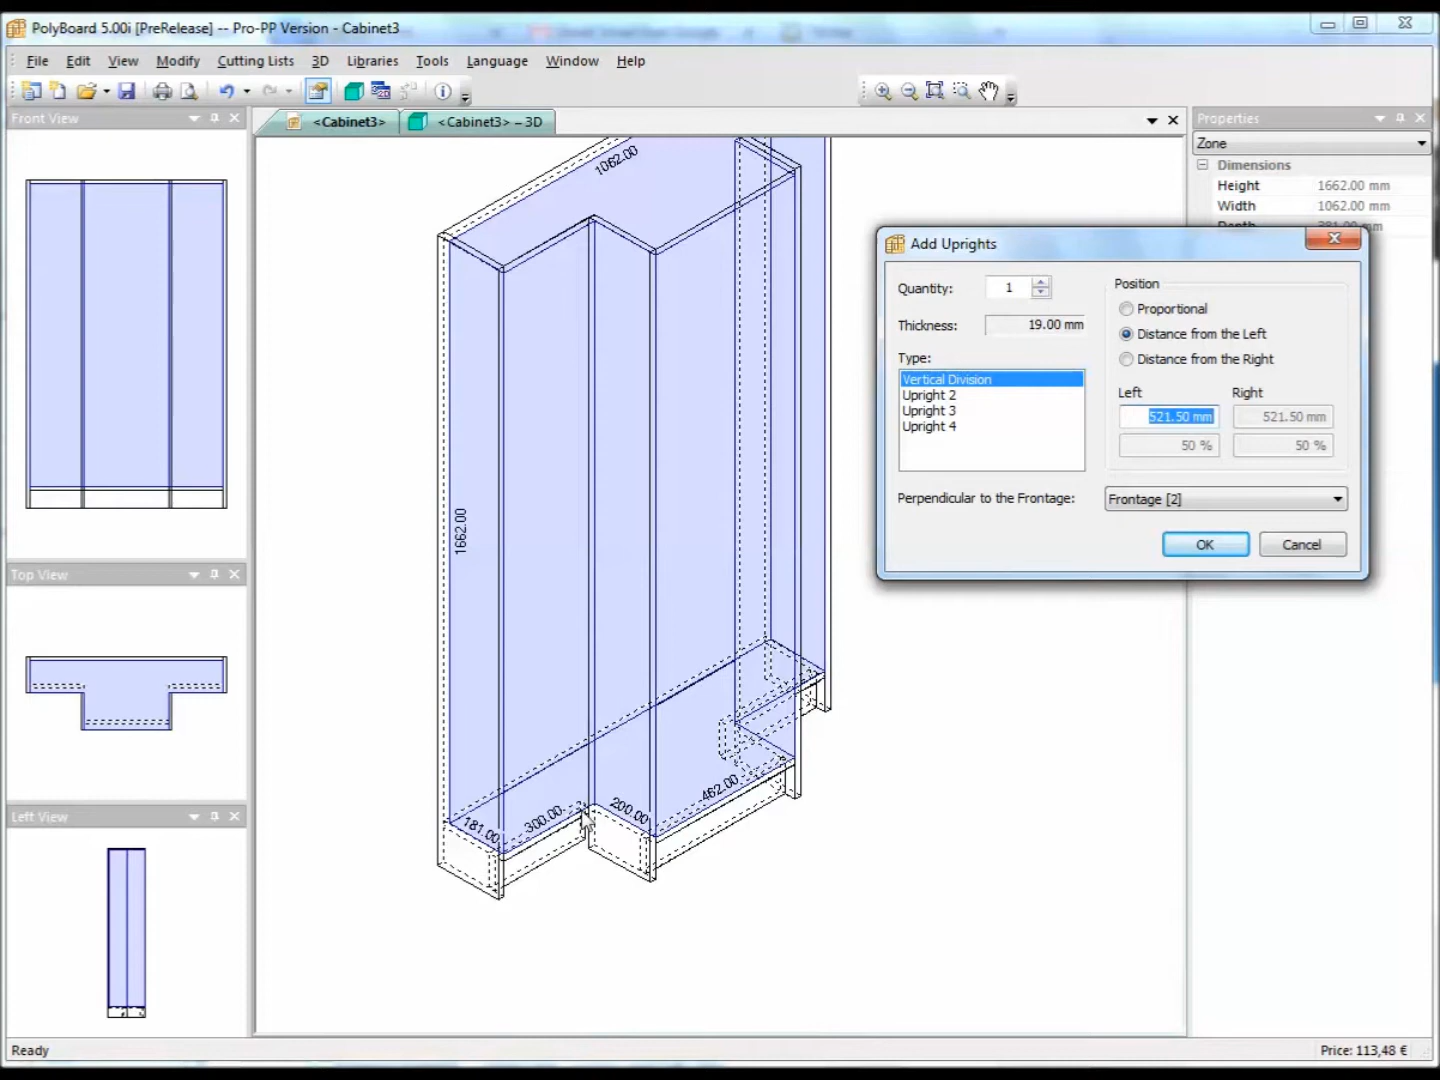 PolyBoard 5.00i [PreRelease] -- Pro-PP Version - Cabinet3
File Edit View Modify Cutting Lists 3D Libraries Tools Language Window Help
Front View
<Cabinet3>
<Cabinet3> – 3D
Properties
Zone
Dimensions
Height 1662.00 mm
Width 1062.00 mm
Add Uprights
Quantity: 1
Thickness: 19.00 mm
Type:
Vertical Division
Upright 2
Upright 3
Upright 4
Position
Proportional
Distance from the Left
Distance from the Right
Left Right
521.50 mm 521.50 mm
50 % 50 %
Perpendicular to the Frontage: Frontage [2]
OK Cancel
1062.00
1662.00
181.00
300.00
200.00
462.00
Top View
Left View
Ready
Price: 113,48 €